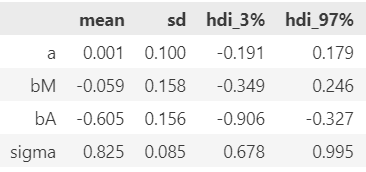 mean sd hdi_3% hdi_97%
a 0.001 0.100 -0.191 0.179
bM -0.059 0.158 -0.349 0.246
bA -0.605 0.156 -0.906 -0.327
sigma 0.825 0.085 0.678 0.995